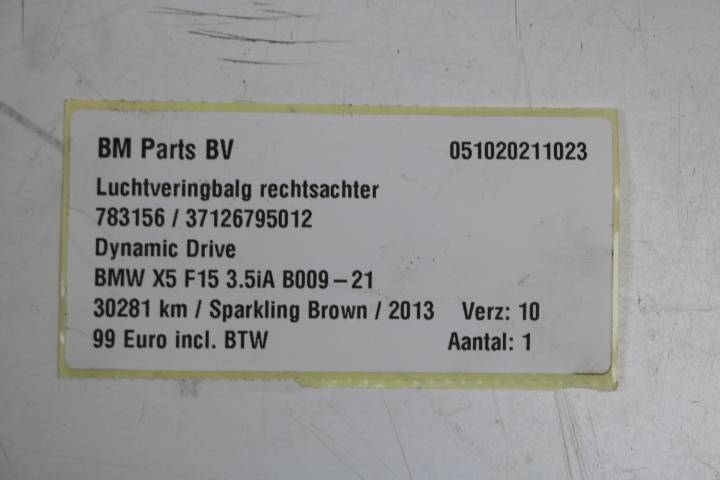 BM Parts BV 051020211023
Luchtveringbalg rechtsachter
783156 / 37126795012
Dynamic Drive
BMW X5 F15 3.5iA B009-21
30281 km / Sparkling Brown / 2013 Verz: 10
99 Euro incl. BTW Aantal: 1